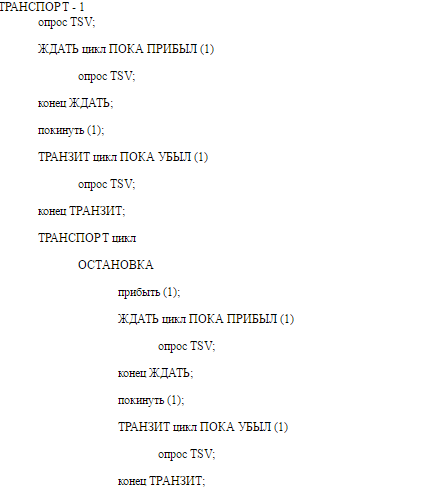 ТРАНСПОРТ - 1
опрос TSV;
ЖДАТЬ цикл ПОКА ПРИБЫЛ (1)
опрос TSV;
конец ЖДАТЬ;
покинуть (1);
ТРАНЗИТ цикл ПОКА УБЫЛ (1)
опрос TSV;
конец ТРАНЗИТ;
ТРАНСПОРТ цикл
ОСТАНОВКА
прибыть (1);
ЖДАТЬ цикл ПОКА ПРИБЫЛ (1)
опрос TSV;
конец ЖДАТЬ;
покинуть (1);
ТРАНЗИТ цикл ПОКА УБЫЛ (1)
опрос TSV;
конец ТРАНЗИТ;